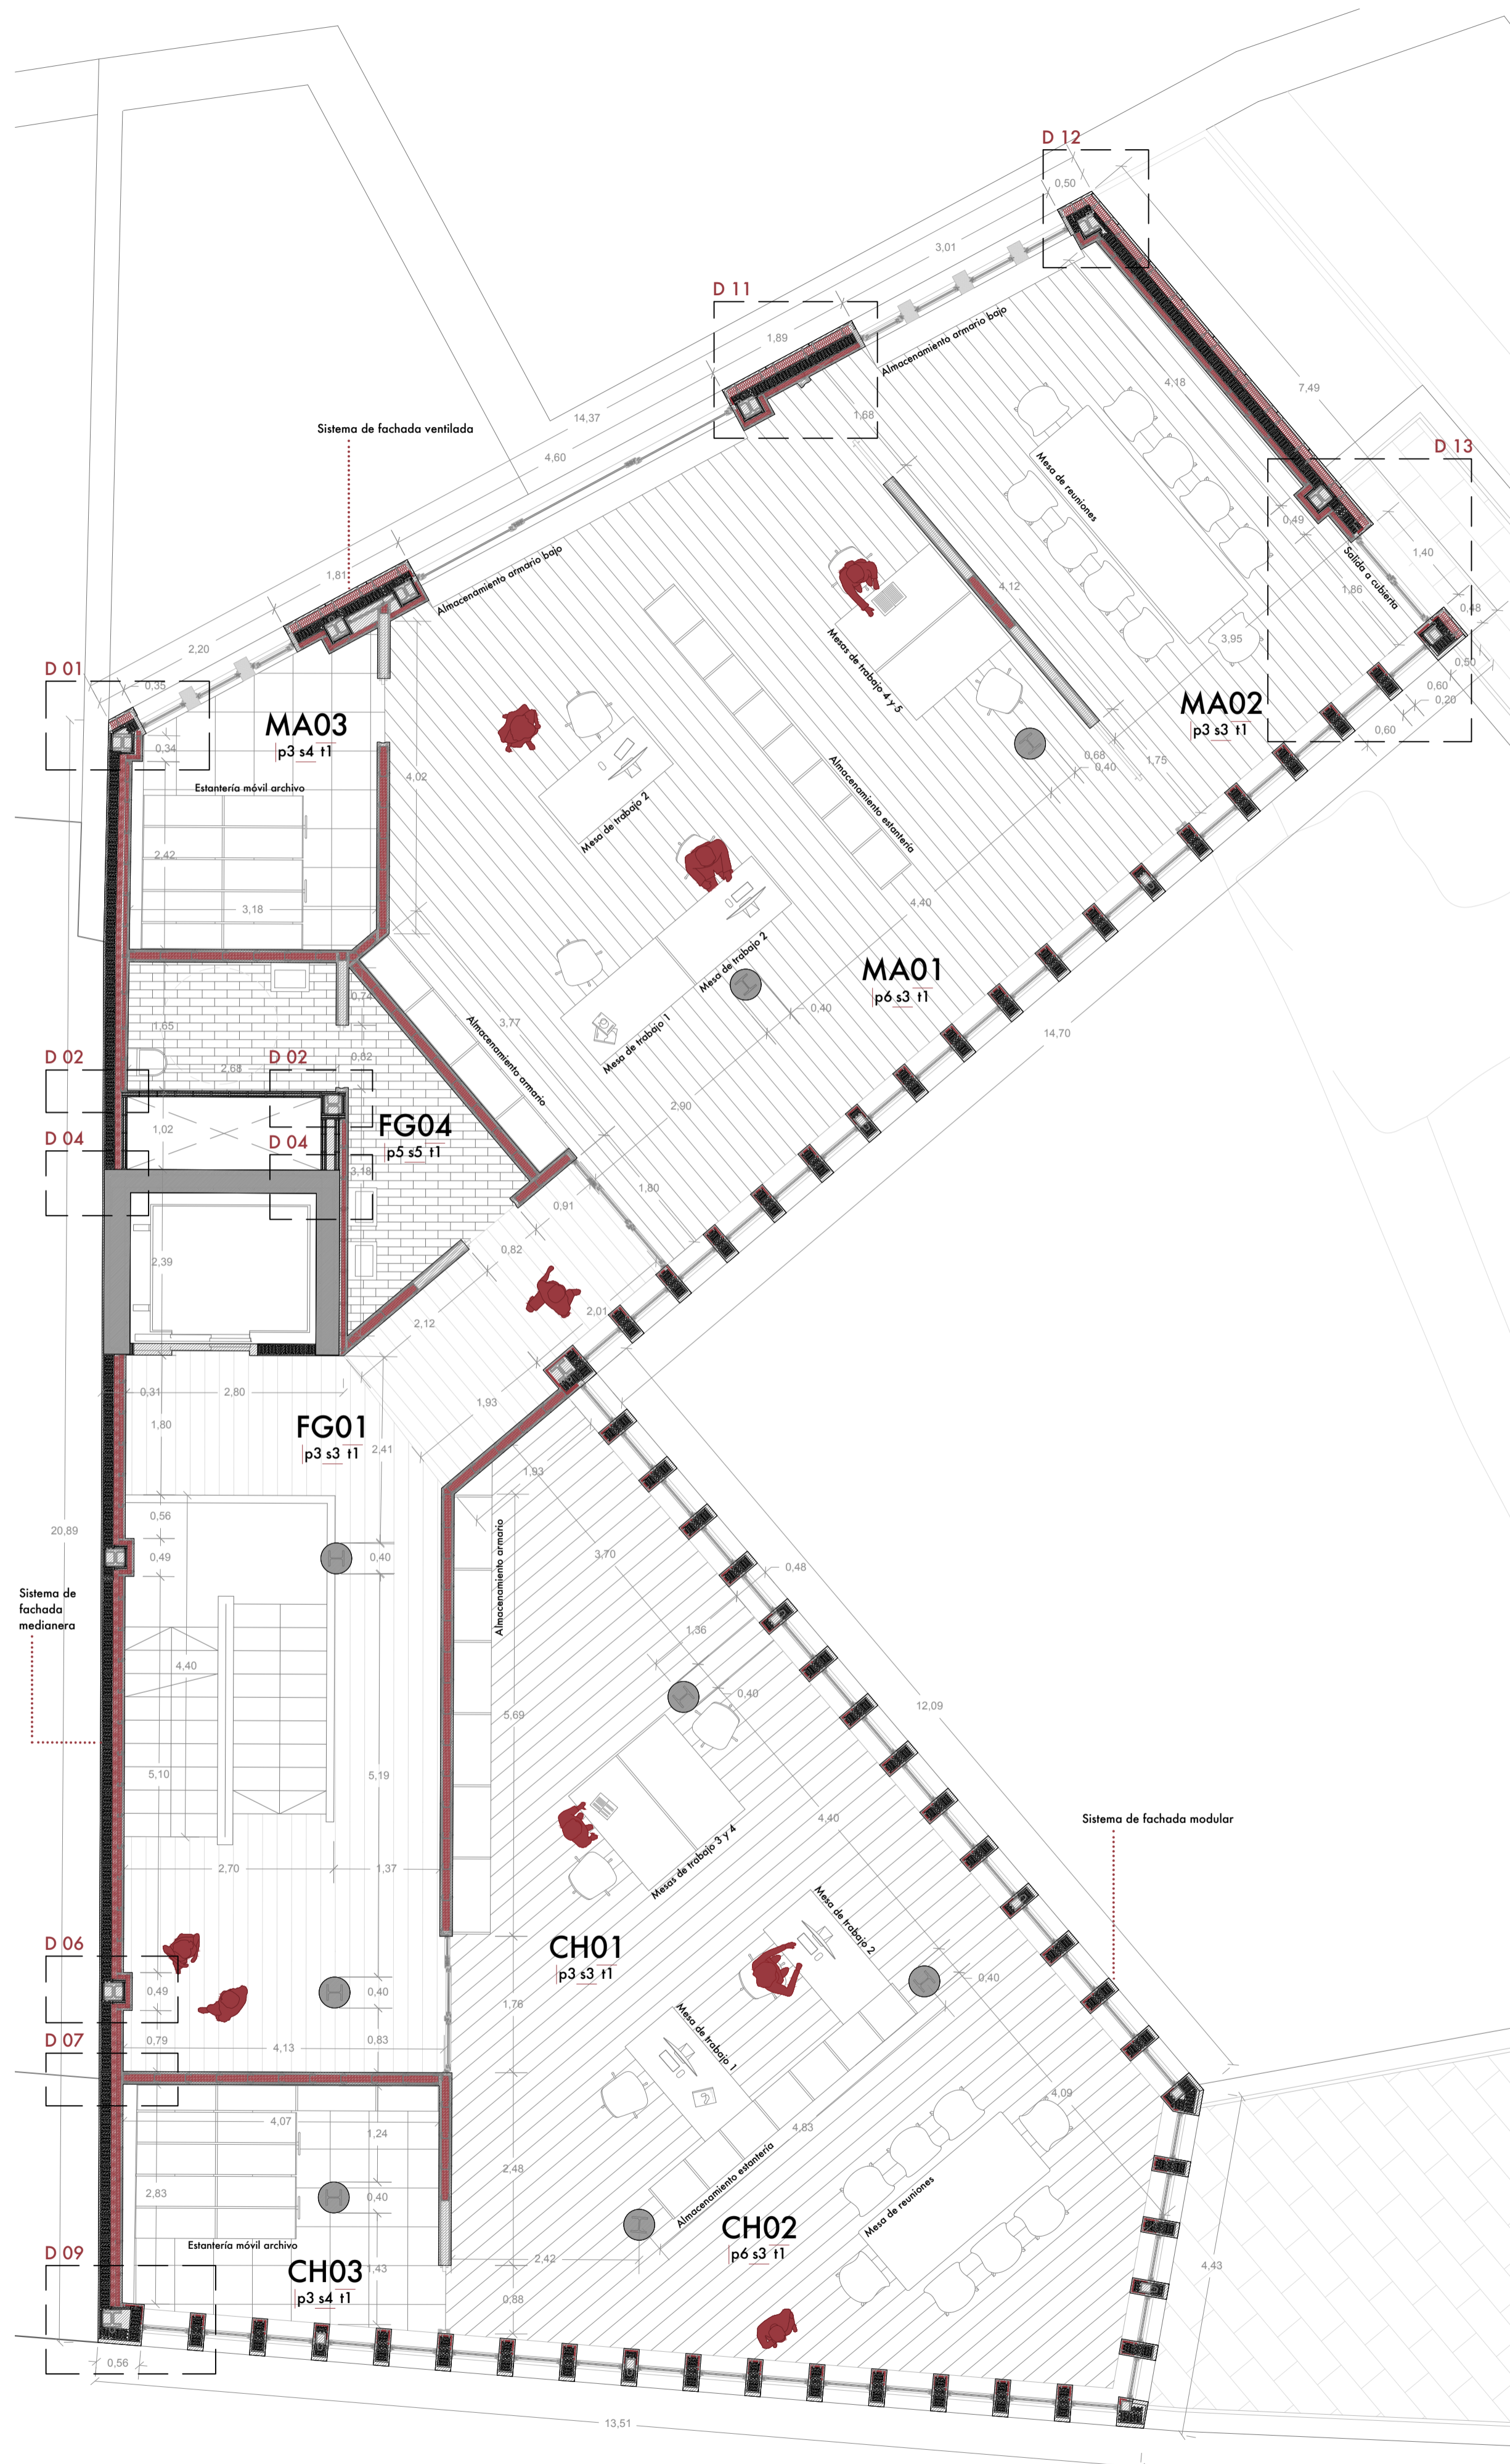 D 12
0,50
3,01
D 11
1,89
Almacenamiento armario bajo
4,18
7,49
14,37
1,68
Sistema de fachada ventilada
4,60
Mesa de reuniones
D 13
0,49
1,40
Salida a cubierta
1,86
0,48
1,81
Almacenamiento armario bajo
4,12
3,95
0,50
0,60
0,20
0,60
2,20
D 01
0,35
Mesas de trabajo 4 y 5
MA02
p3 s3 t1
MA03
p3 s4 t1
0,34
0,68
0,40
1,75
4,02
Estantería móvil archivo
Almacenamiento estantería
Mesa de trabajo 2
2,42
3,18
4,40
Mesa de trabajo 2
MA01
p6 s3 t1
0,74
0,40
1,65
3,77
14,70
Almacenamiento armario
Mesa de trabajo 1
D 02
D 02
0,82
2,68
2,90
FG04
p5 s5 t1
1,02
D 04
D 04
3,18
1,80
0,91
0,82
2,39
2,01
2,12
0,31
2,80
1,93
1,80
FG01
p3 s3 t1
2,41
1,93
0,56
20,89
0,49
0,40
3,70
0,48
Almacenamiento armario
Sistema de
fachada
medianera
1,36
4,40
0,40
5,69
12,09
5,10
5,19
4,40
Sistema de fachada modular
2,70
1,37
Mesas de trabajo 3 y 4
Mesa de trabajo 2
D 06
CH01
p3 s3 t1
0,49
0,40
0,40
1,76
Mesa de trabajo 1
D 07
0,79
0,83
4,13
4,09
4,07
1,24
4,83
2,48
2,83
0,40
Almacenamiento estantería
Mesa de reuniones
CH02
p6 s3 t1
Estantería móvil archivo
D 09
CH03
p3 s4 t1
1,43
2,42
0,88
4,43
0,56
13,51